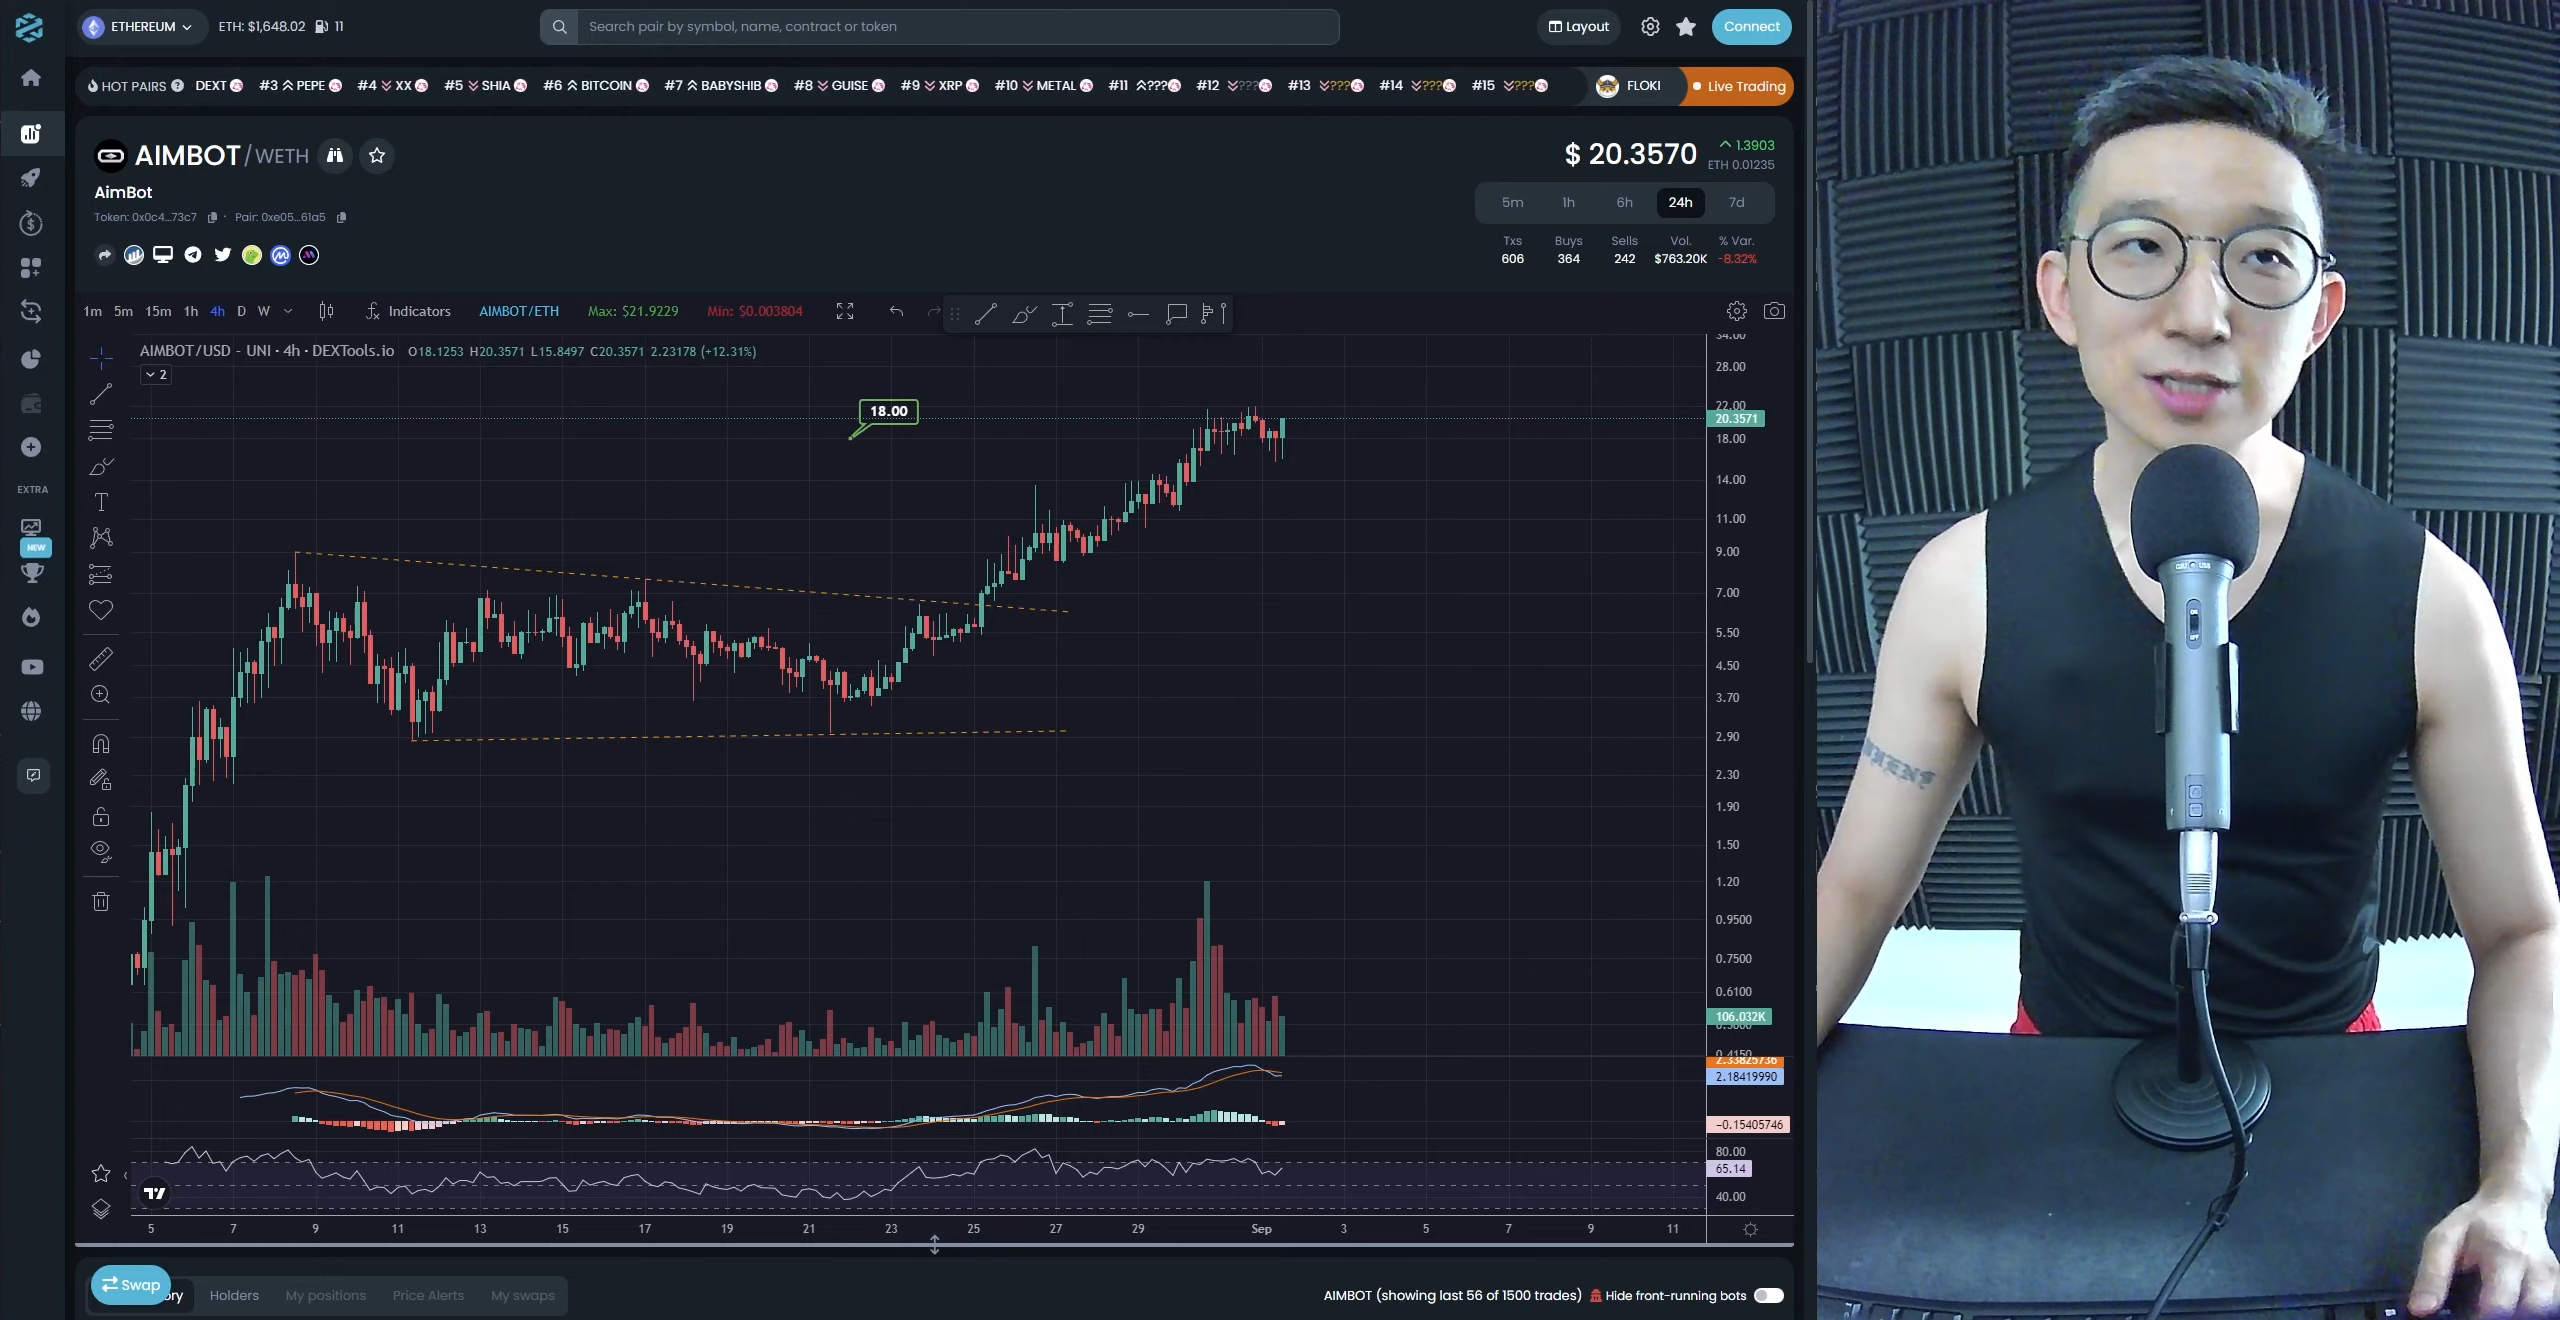 ETHEREUM ETH: $1,648.02 11 Search pair by symbol, name, contract or token Layout Connect
HOT PAIRS ? DEXT #3 PEPE #4 XX #5 SHIA #6 BITCOIN #7 BABYSHIB #8 GUISE #9 XRP #10 METAL #11 ??? #12 ??? #13 ??? #14 ??? #15 ??? FLOKI Live Trading
AIMBOT/WETH $ 20.3570 1.3903
ETH 0.01235
AimBot
Token: 0x0c4...73c7 · Pair: 0xe05...61a5
5m 1h 6h 24h 7d
Txs Buys Sells Vol. % Var.
606 364 242 $763.20K -8.32%
1m 5m 15m 1h 4h D W Indicators AIMBOT/ETH Max: $21.9229 Min: $0.003804
AIMBOT/USD - UNI · 4h · DEXTools.io O18.1253 H20.3571 L15.8497 C20.3571 2.23178 (+12.31%)
2
18.00
34.00
28.00
22.00
20.3571
18.00
14.00
11.00
9.00
7.00
5.50
4.50
3.70
2.90
2.30
1.90
1.50
1.20
0.9500
0.7500
0.6100
106.032K
0.4150
2.33825736
2.18419990
−0.15405746
80.00
65.14
40.00
EXTRA
NEW
5 7 9 11 13 15 17 19 21 23 25 27 29 Sep 3 5 7 9 11
Swap ory Holders My positions Price Alerts My swaps AIMBOT (showing last 56 of 1500 trades) Hide front-running bots